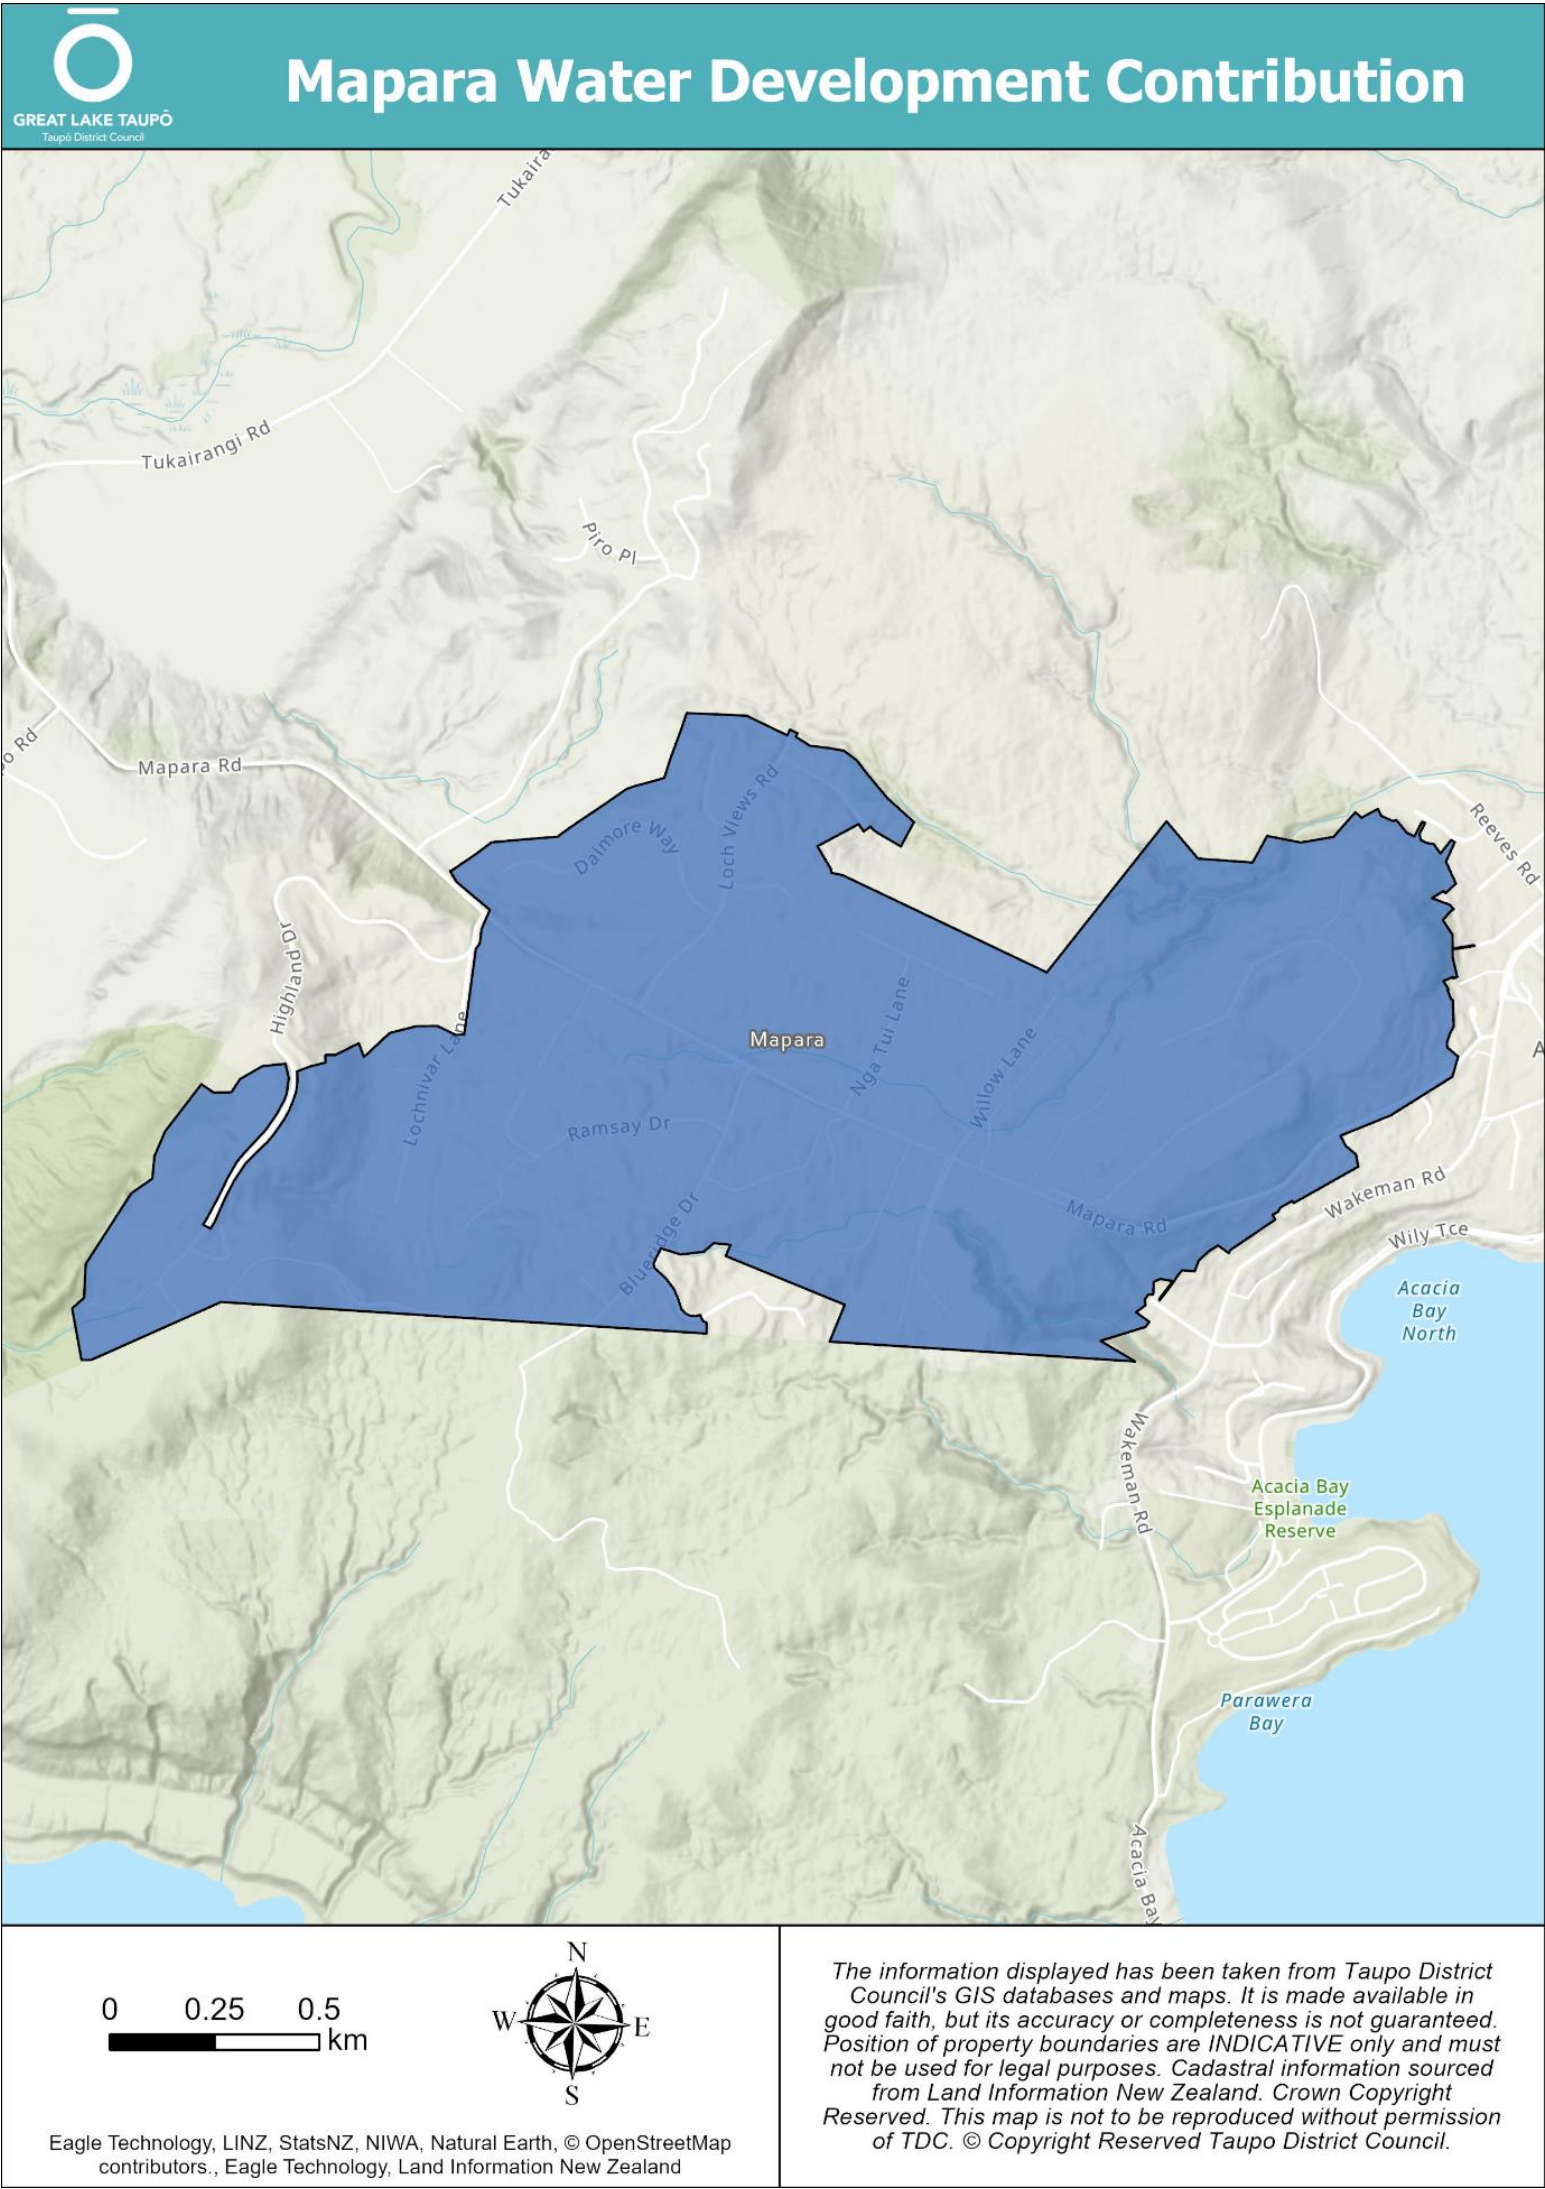 GREAT LAKE TAUPŌ
Taupō District Council
Mapara Water Development Contribution
Tukaira
Tukairangi Rd
Piro Pl
o Rd
Mapara Rd
Dalmore Way
Loch Views Rd
Reeves Rd
Highland Dr
Lochnivar Lane
Mapara
Nga Tui Lane
Willow Lane
A
Ramsay Dr
Blueridge Dr
Mapara Rd
Wakeman Rd
Wily Tce
Acacia
Bay
North
Wakeman Rd
Acacia Bay
Esplanade
Reserve
Parawera
Bay
Acacia Bay
0 0.25 0.5
km
N
W E
S
Eagle Technology, LINZ, StatsNZ, NIWA, Natural Earth, © OpenStreetMap
contributors., Eagle Technology, Land Information New Zealand
The information displayed has been taken from Taupo District
Council's GIS databases and maps. It is made available in
good faith, but its accuracy or completeness is not guaranteed.
Position of property boundaries are INDICATIVE only and must
not be used for legal purposes. Cadastral information sourced
from Land Information New Zealand. Crown Copyright
Reserved. This map is not to be reproduced without permission
of TDC. © Copyright Reserved Taupo District Council.